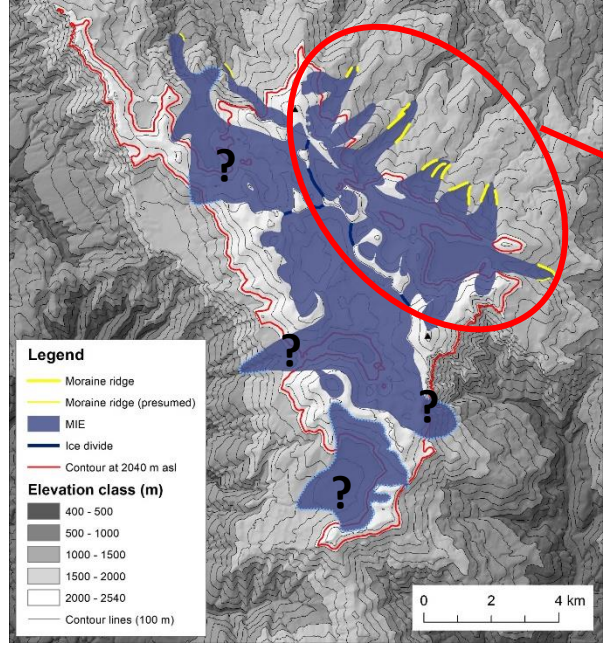 ?
?
?
?
Legend
Moraine ridge
Moraine ridge (presumed)
MIE
Ice divide
Contour at 2040 m asl
Elevation class (m)
400 - 500
500 - 1000
1000 - 1500
1500 - 2000
2000 - 2540
Contour lines (100 m)
0 2 4 km